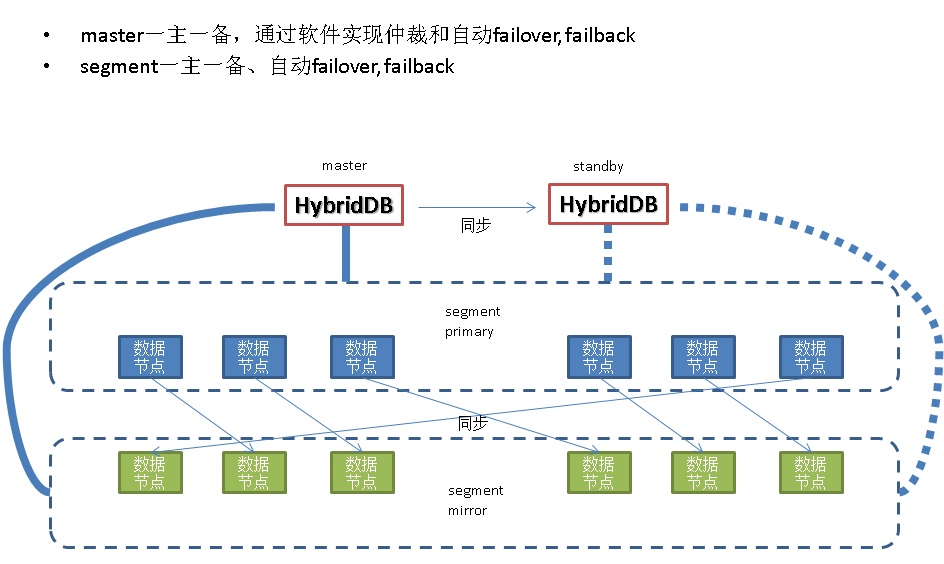 • master一主一备，通过软件实现仲裁和自动failover, failback
• segment一主一备、自动failover, failback
master
standby
HybridDB
HybridDB
同步
segment
primary
数据
节点
数据
节点
数据
节点
数据
节点
数据
节点
数据
节点
同步
数据
节点
数据
节点
数据
节点
数据
节点
数据
节点
数据
节点
segment
mirror